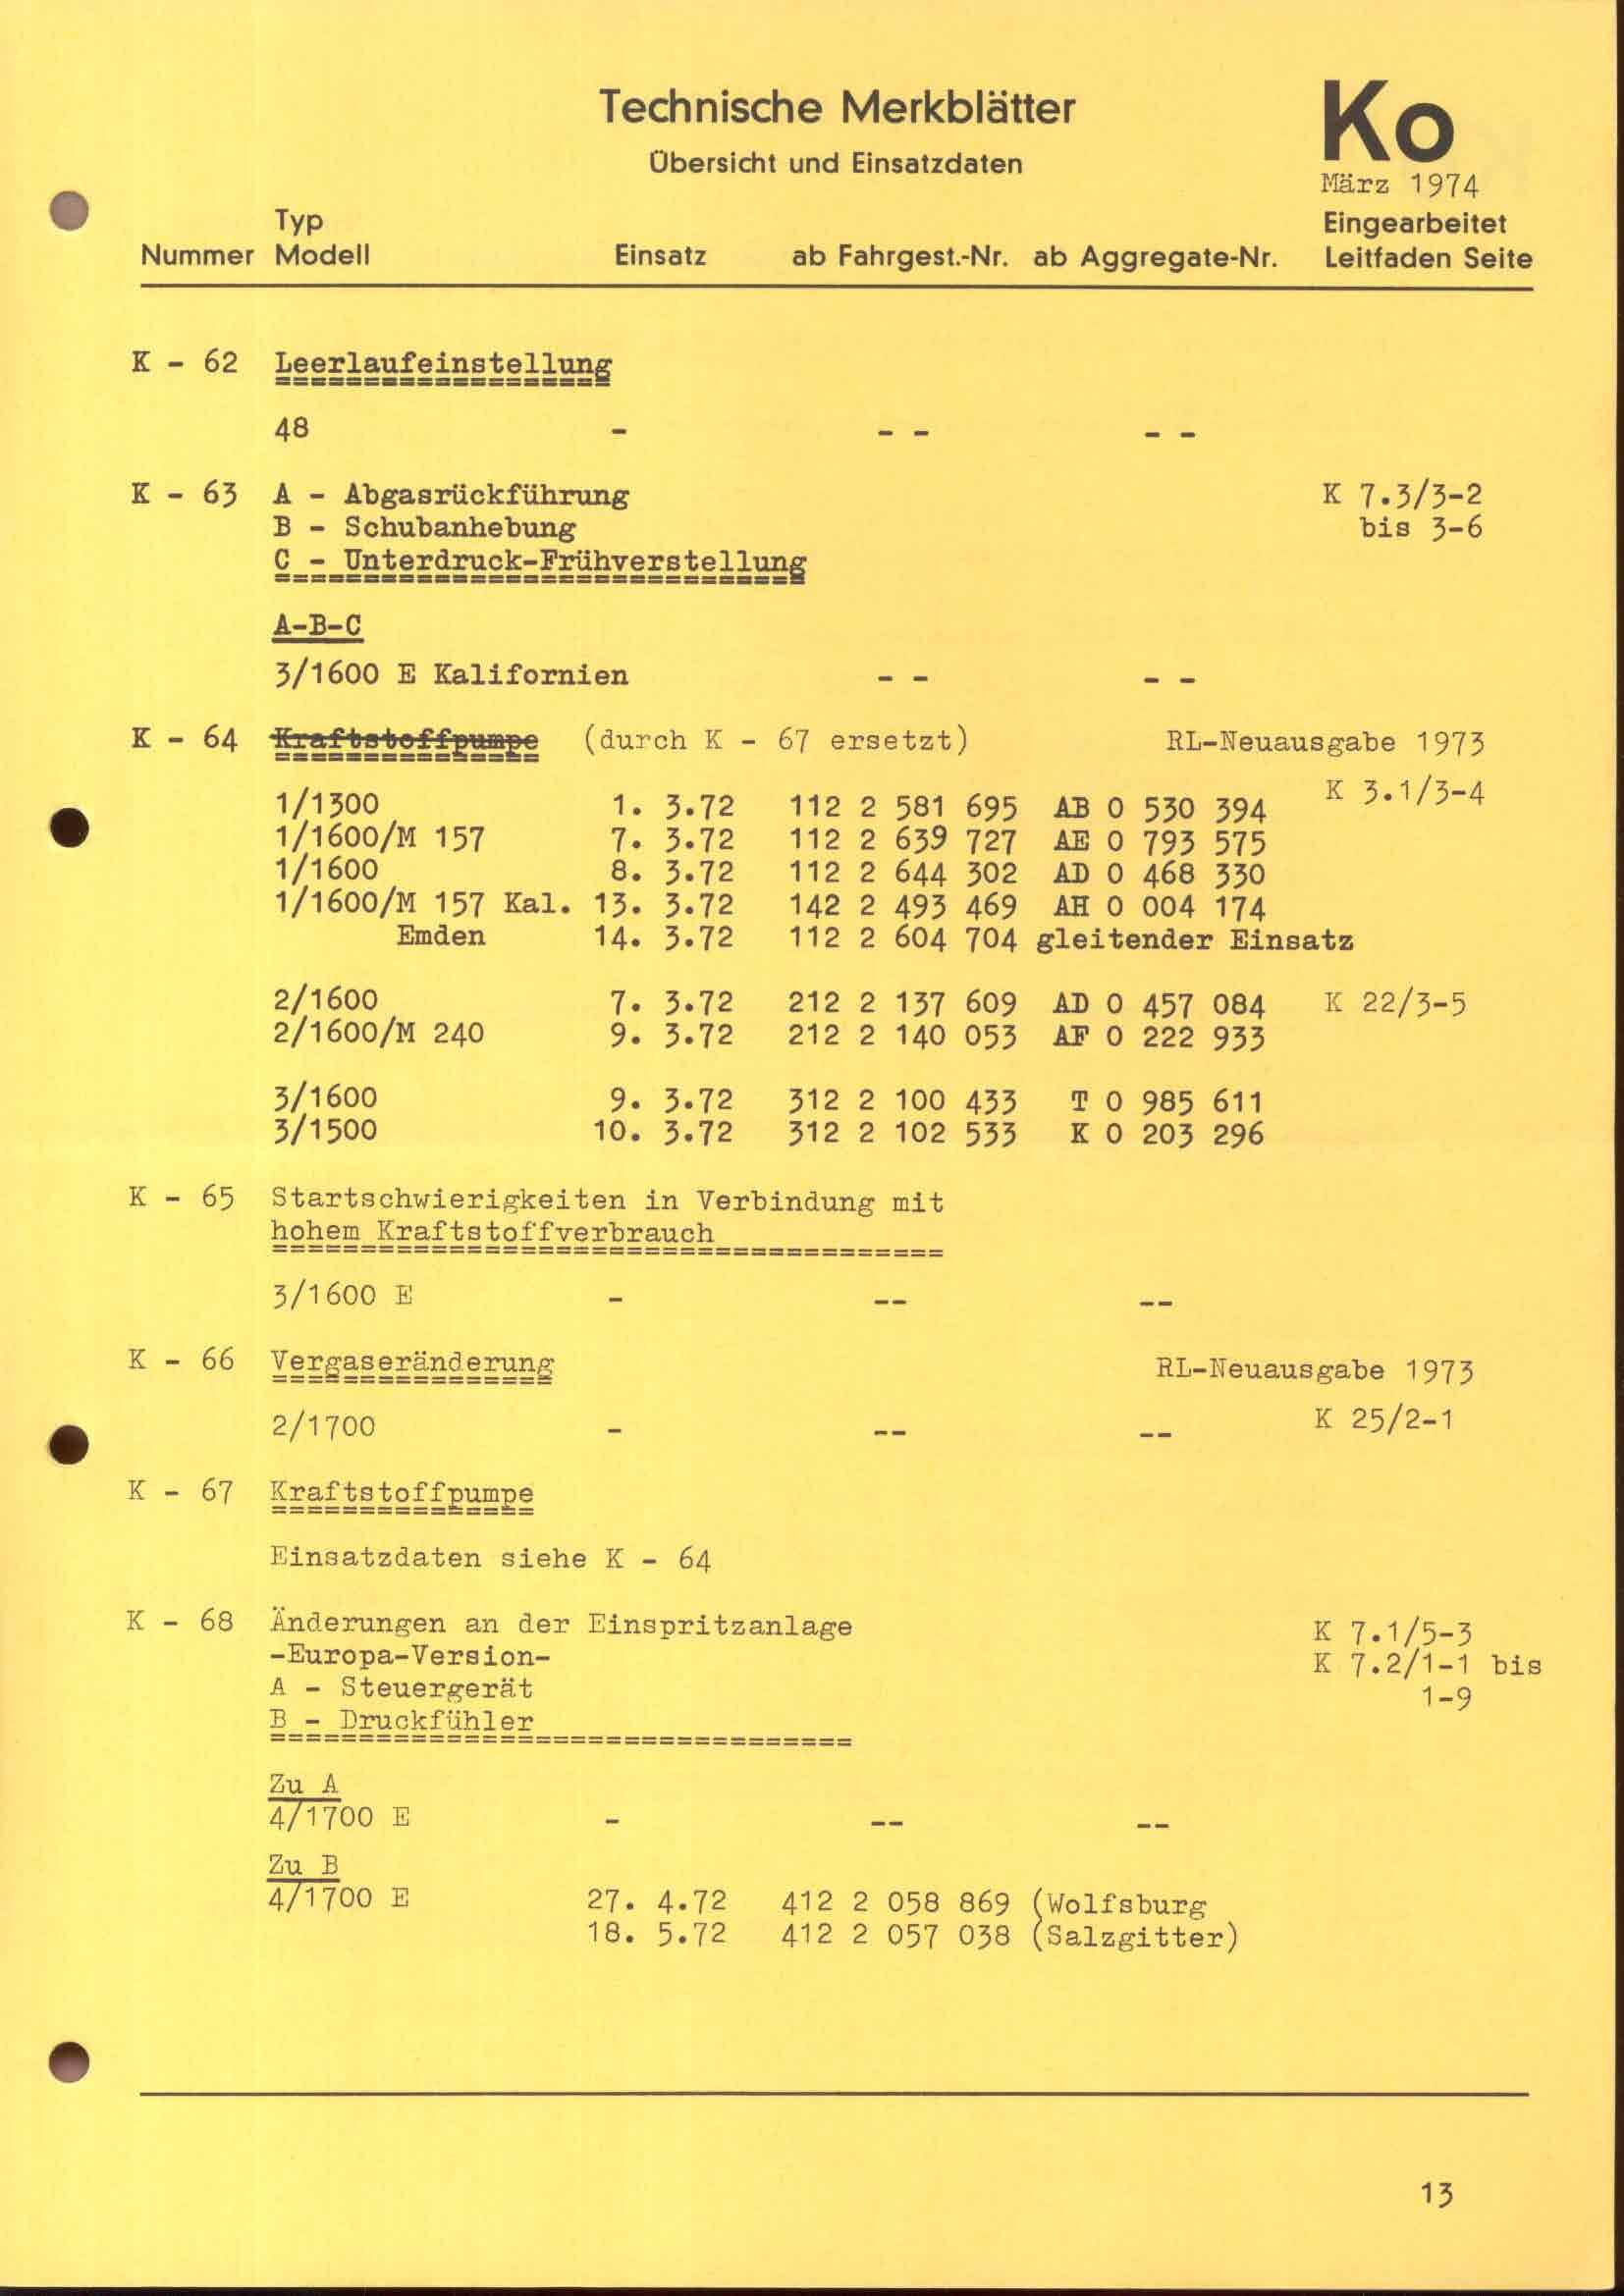 Technische Merkblätter
Ko
Übersicht und Einsatzdaten
März 1974
Typ
Eingearbeitet
Nummer Modell Einsatz ab Fahrgest.-Nr. ab Aggregate-Nr. Leitfaden Seite
K - 62 Leerlaufeinstellung
48 - - - - -
K - 63 A - Abgasrückführung K 7.3/3-2
B - Schubanhebung bis 3-6
C - Unterdruck-Frühverstellung
A-B-C
3/1600 E Kalifornien - - - -
K - 64 Kraftstoffpumpe (durch K - 67 ersetzt) RL-Neuausgabe 1973
K 3.1/3-4
1/1300 1. 3.72 112 2 581 695 AB 0 530 394
1/1600/M 157 7. 3.72 112 2 639 727 AE 0 793 575
1/1600 8. 3.72 112 2 644 302 AD 0 468 330
1/1600/M 157 Kal. 13. 3.72 142 2 493 469 AH 0 004 174
Emden 14. 3.72 112 2 604 704 gleitender Einsatz
2/1600 7. 3.72 212 2 137 609 AD 0 457 084 K 22/3-5
2/1600/M 240 9. 3.72 212 2 140 053 AF 0 222 933
3/1600 9. 3.72 312 2 100 433 T 0 985 611
3/1500 10. 3.72 312 2 102 533 K 0 203 296
K - 65 Startschwierigkeiten in Verbindung mit
hohem Kraftstoffverbrauch
3/1600 E - -- --
K - 66 Vergaseränderung RL-Neuausgabe 1973
2/1700 - -- -- K 25/2-1
K - 67 Kraftstoffpumpe
Einsatzdaten siehe K - 64
K - 68 Änderungen an der Einspritzanlage K 7.1/5-3
-Europa-Version- K 7.2/1-1 bis
A - Steuergerät 1-9
B - Druckfühler
Zu A
4/1700 E - -- --
Zu B
4/1700 E 27. 4.72 412 2 058 869 (Wolfsburg
18. 5.72 412 2 057 038 (Salzgitter)
13